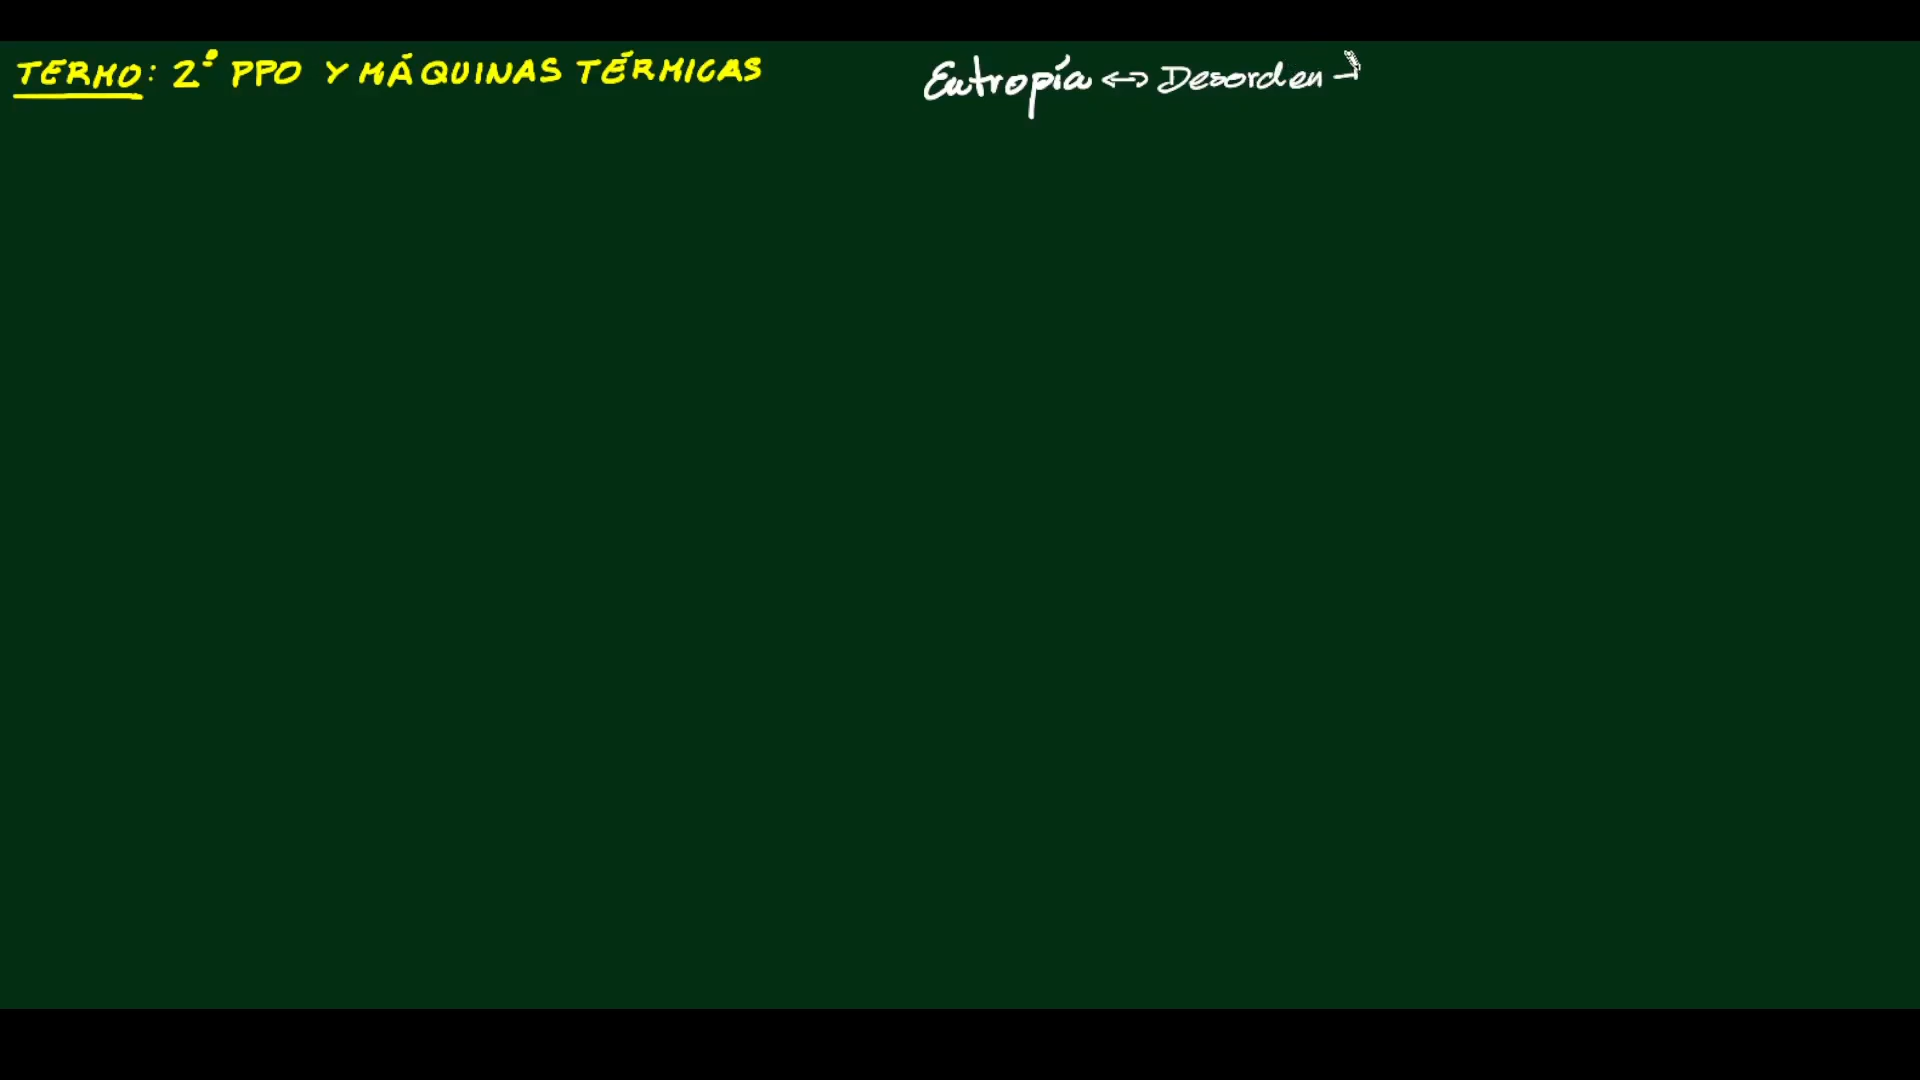 TERMO: 2º PPO Y MÁQUINAS TÉRMICAS
Entropía ↔ Desorden →